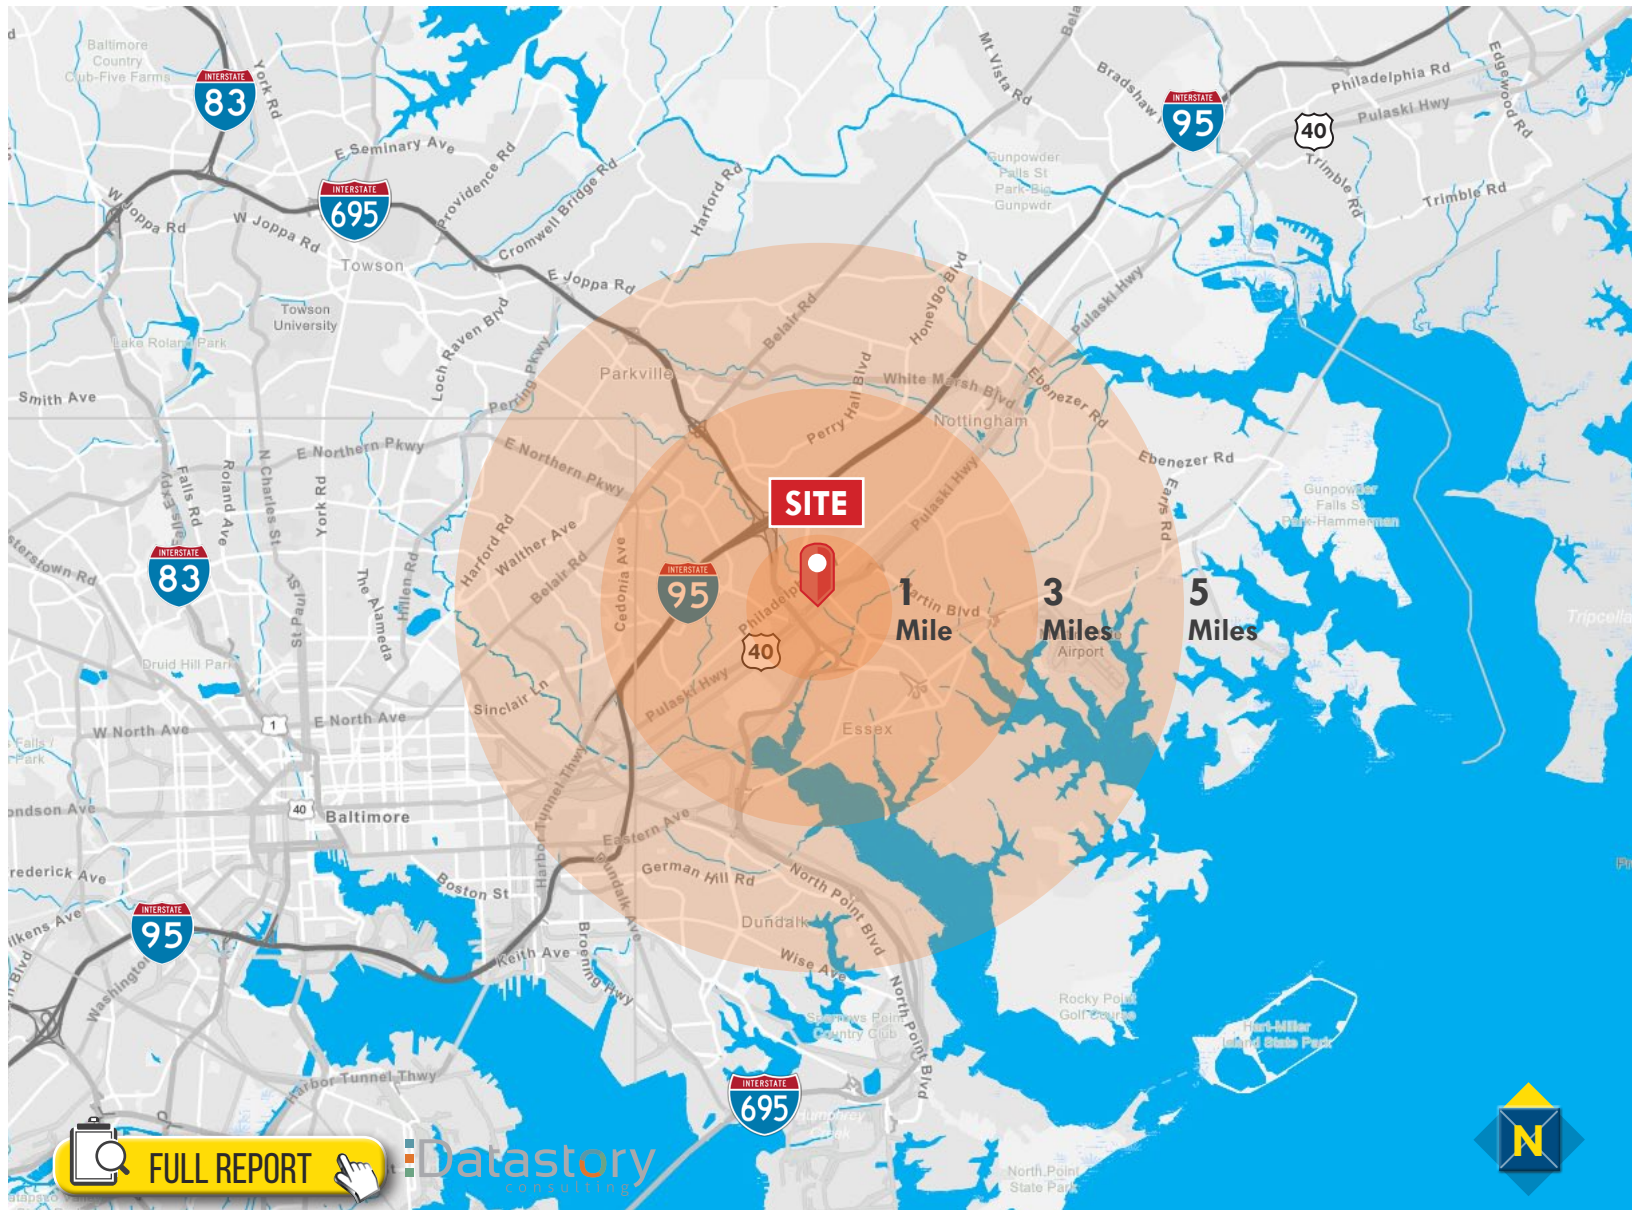 Baltimore
Country
Club-Five Farms
INTERSTATE
83
York Rd
E Seminary Ave
Providence Rd
Cromwell Bridge Rd
Harford Rd
Mt Vista Rd
Bradshaw
INTERSTATE
95
40
Philadelphia Rd
Pulaski Hwy
Edgewood Rd
Trimble Rd
Trimble Rd
Gunpowder
Falls St
Park-Big
Gunpwdr
INTERSTATE
695
W Joppa Rd
W Joppa Rd
Towson
E Joppa Rd
Towson
University
Lake Roland Park
Loch Raven Blvd
Perring Pkwy
Parkville
Belair Rd
Honeygo Blvd
Pulaski Hwy
Perry Hall Blvd
White Marsh Blvd
Ebenezer Rd
Nottingham
Smith Ave
E Northern Pkwy
E Northern Pkwy
Falls Rd
Roland Ave
N Charles St
York Rd
Ebenezer Rd
Earls Rd
Gunpowder
Falls St
Park-Hammerman
Pulaski Hwy
SITE
Harford Rd
Walther Ave
Belair Rd
Cedonia Ave
INTERSTATE
83
INTERSTATE
95
St Paul
The Alameda
Hillen Rd
40
1
Mile
3
Miles
5
Miles
Airport
Druid Hill Park
Sinclair Ln
Pulaski Hwy
Essex
W North Ave
1
E North Ave
Harbor Tunnel Thwy
40
Baltimore
Eastern Ave
German Hill Rd
Dundalk Ave
North Point Blvd
Boston St
Dundalk
Wise Ave
INTERSTATE
95
Washington
Keith Ave
Broening Hwy
North Point Blvd
Sparrows Point
Country Club
Rocky Point
Golf Course
Hart-Miller
Island State Park
Harbor Tunnel Thwy
INTERSTATE
695
Humphrey
Creek
FULL REPORT
Datastory
consulting
North Point
State Park
N